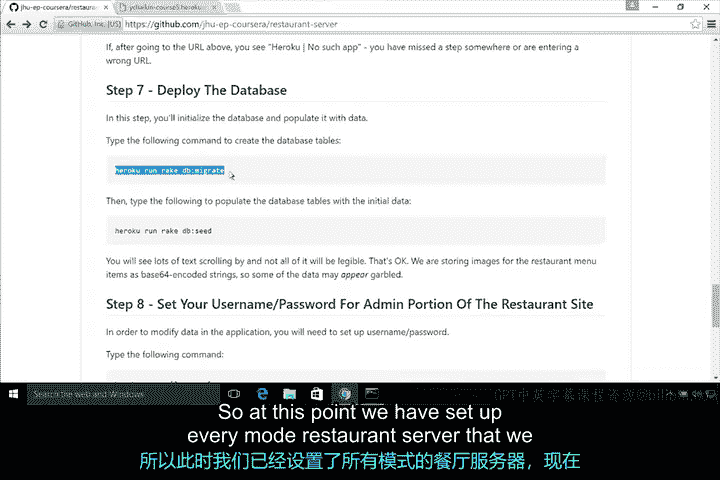 jhu-ep-coursera/restaur
ychaikin-course5.heroku
GitHub, Inc. [US]
https://github.com/jhu-ep-coursera/restaurant-server
If, after going to the URL above, you see "Heroku | No such app" - you have missed a step somewhere or are entering a
wrong URL.
Step 7 - Deploy The Database
In this step, you'll initialize the database and populate it with data.
Type the following command to create the database tables:
heroku run rake db:migrate
Then, type the following to populate the database tables with the initial data:
heroku run rake db:seed
You will see lots of text scrolling by and not all of it will be legible. That's OK. We are storing images for the restaurant menu
items as base64-encoded strings, so some of the data may appear garbled.
Step 8 - Set Your Username/Password For Admin Portion Of The Restaurant Site
In order to modify data in the application, you will need to set up username/password.
Type the following command:
Search the web and Windows
So at this point we have set up
every mode restaurant server that we
所以此时我们已经设置了所有模式的餐厅服务器，现在